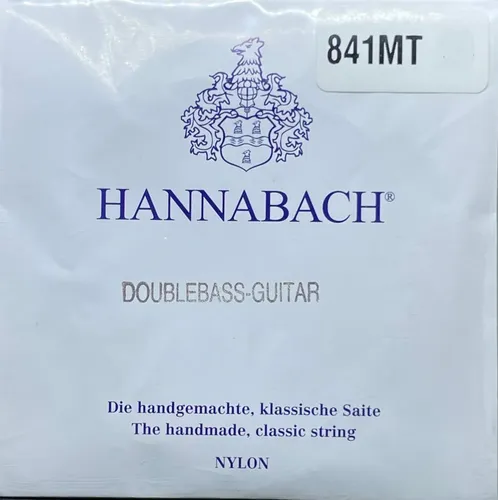 841MT
HANNABACH®
DOUBLEBASS-GUITAR
Die handgemachte, klassische Saite
The handmade, classic string
NYLON